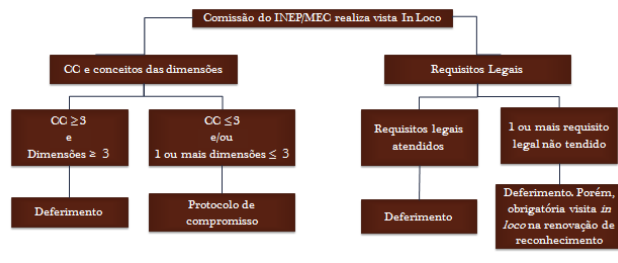 Comissão do INEP/MEC realiza vista In Loco
CC e conceitos das dimensões
Requisitos Legais
CC ≥3
e
Dimensões ≥ 3
CC ≤3
e/ou
1 ou mais dimensões ≤ 3
Requisitos legais
atendidos
1 ou mais requisito
legal não tendido
Deferimento
Protocolo de
compromisso
Deferimento
Deferimento. Porém,
obrigatória visita in
loco na renovação de
reconhecimento